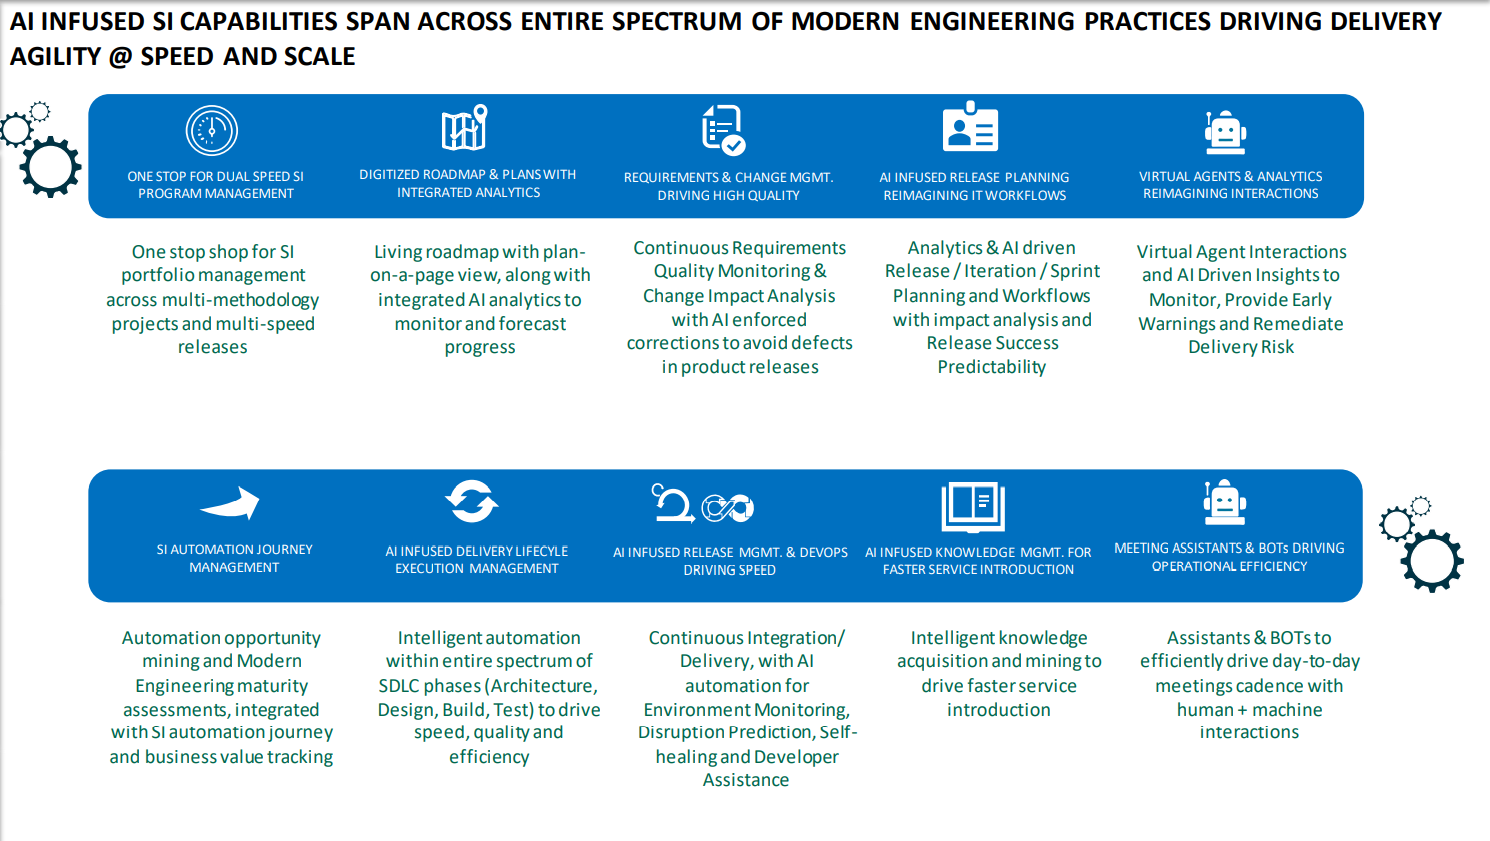 AI INFUSED SI CAPABILITIES SPAN ACROSS ENTIRE SPECTRUM OF MODERN ENGINEERING PRACTICES DRIVING DELIVERY
AGILITY @ SPEED AND SCALE
ONE STOP FOR DUAL SPEED SI
PROGRAM MANAGEMENT
DIGITIZED ROADMAP & PLANS WITH
INTEGRATED ANALYTICS
REQUIREMENTS & CHANGE MGMT.
DRIVING HIGH QUALITY
AI INFUSED RELEASE PLANNING
REIMAGINING IT WORKFLOWS
VIRTUAL AGENTS & ANALYTICS
REIMAGINING INTERACTIONS
One stop shop for SI
portfolio management
across multi-methodology
projects and multi-speed
releases
Living roadmap with plan-
on-a-page view, along with
integrated AI analytics to
monitor and forecast
progress
Continuous Requirements
Quality Monitoring &
Change Impact Analysis
with AI enforced
corrections to avoid defects
in product releases
Analytics & AI driven
Release / Iteration / Sprint
Planning and Workflows
with impact analysis and
Release Success
Predictability
Virtual Agent Interactions
and AI Driven Insights to
Monitor, Provide Early
Warnings and Remediate
Delivery Risk
SI AUTOMATION JOURNEY
MANAGEMENT
AI INFUSED DELIVERY LIFECYLE
EXECUTION MANAGEMENT
AI INFUSED RELEASE MGMT. & DEVOPS
DRIVING SPEED
AI INFUSED KNOWLEDGE MGMT. FOR
FASTER SERVICE INTRODUCTION
MEETING ASSISTANTS & BOTs DRIVING
OPERATIONAL EFFICIENCY
Automation opportunity
mining and Modern
Engineering maturity
assessments, integrated
with SI automation journey
and business value tracking
Intelligent automation
within entire spectrum of
SDLC phases (Architecture,
Design, Build, Test) to drive
speed, quality and
efficiency
Continuous Integration/
Delivery, with AI
automation for
Environment Monitoring,
Disruption Prediction, Self-
healing and Developer
Assistance
Intelligent knowledge
acquisition and mining to
drive faster service
introduction
Assistants & BOTs to
efficiently drive day-to-day
meetings cadence with
human + machine
interactions